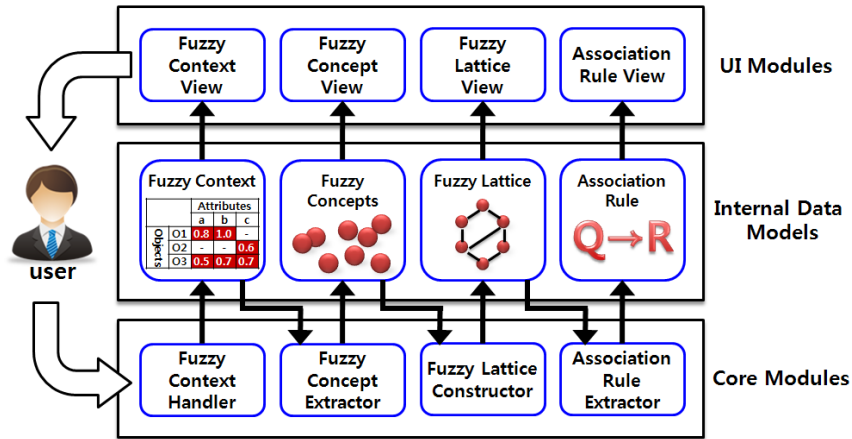 Fuzzy
Context
View
Fuzzy
Concept
View
Fuzzy
Lattice
View
Association
Rule View
UI Modules
Fuzzy Context
Attributes
a b c
Objects
O1 0.8 1.0 -
O2 - - 0.6
O3 0.5 0.7 0.7
Fuzzy
Concepts
Fuzzy Lattice
Association
Rule
Q→R
Internal Data
Models
user
Fuzzy
Context
Handler
Fuzzy
Concept
Extractor
Fuzzy Lattice
Constructor
Association
Rule
Extractor
Core Modules